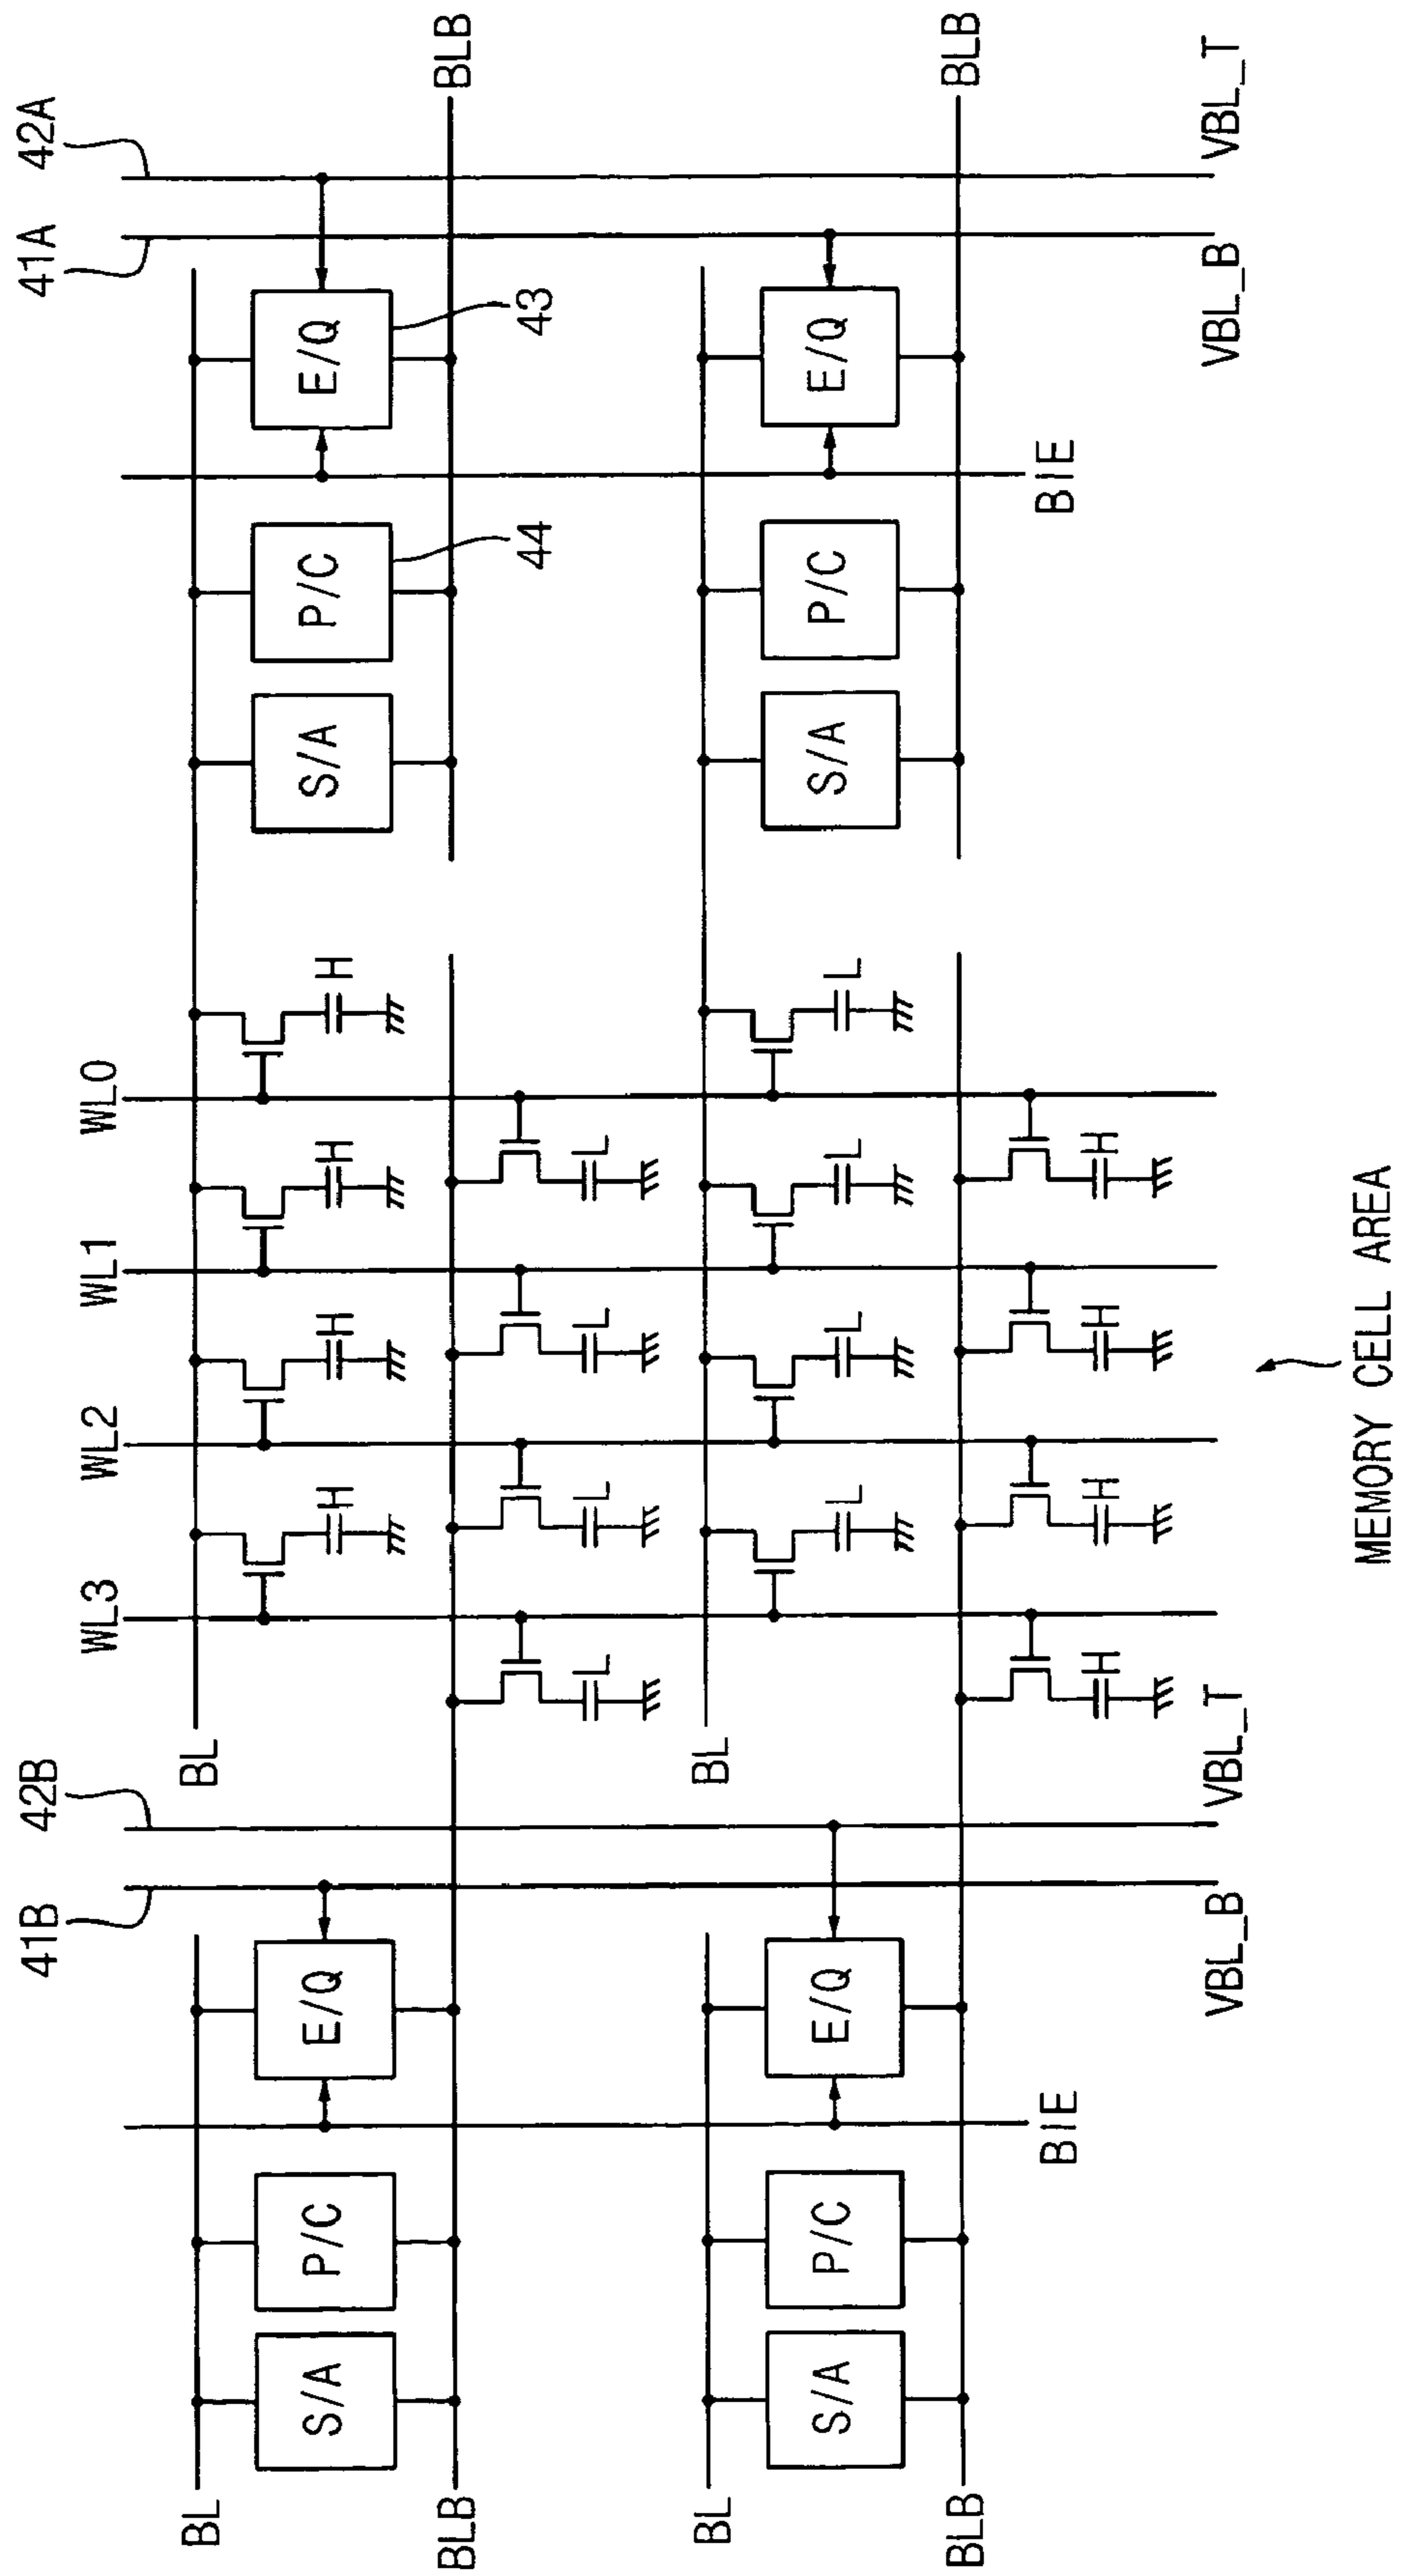 41B 42B 41A 42A
WL3 WL2 WL1 WL0
BL BL
S/A P/C E/Q H H H H S/A P/C E/Q
BLB BLB
44 43
L L L L
BL BL
S/A P/C E/Q L L L L S/A P/C E/Q
BLB BLB
BIE BIE
H H H H
VBL_B VBL_T VBL_B VBL_T
MEMORY CELL AREA